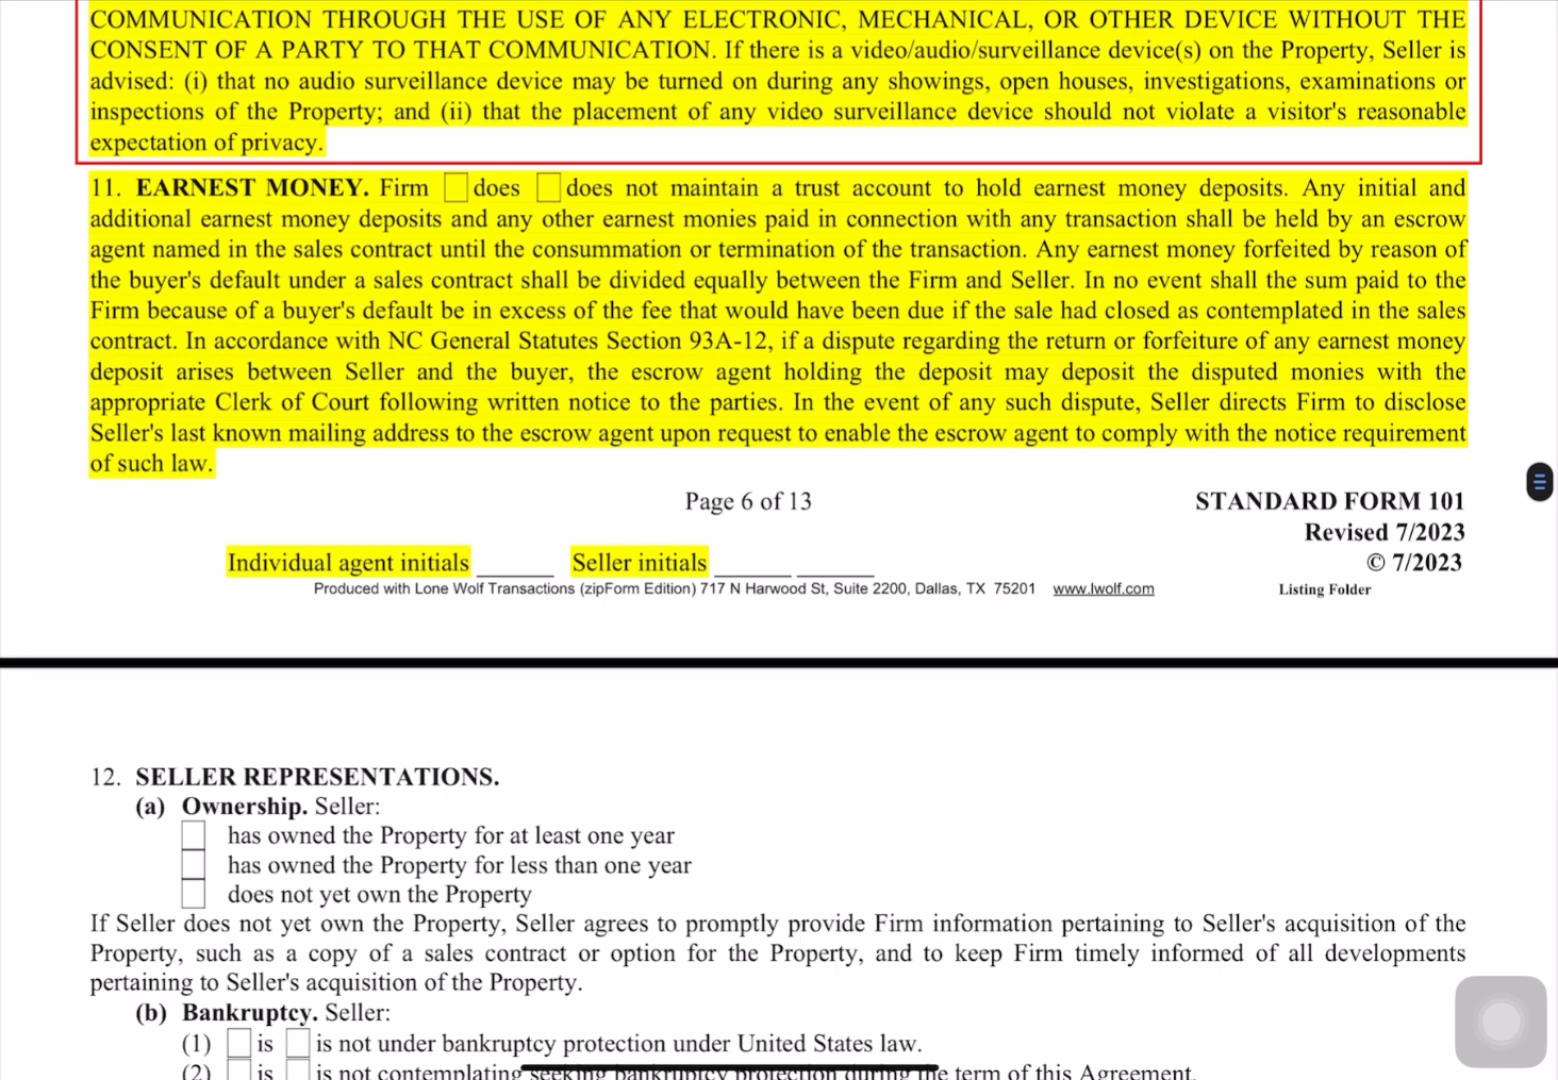 COMMUNICATION THROUGH THE USE OF ANY ELECTRONIC, MECHANICAL, OR OTHER DEVICE WITHOUT THE
CONSENT OF A PARTY TO THAT COMMUNICATION. If there is a video/audio/surveillance device(s) on the Property, Seller is
advised: (i) that no audio surveillance device may be turned on during any showings, open houses, investigations, examinations or
inspections of the Property; and (ii) that the placement of any video surveillance device should not violate a visitor's reasonable
expectation of privacy.
11. EARNEST MONEY. Firm does does not maintain a trust account to hold earnest money deposits. Any initial and
additional earnest money deposits and any other earnest monies paid in connection with any transaction shall be held by an escrow
agent named in the sales contract until the consummation or termination of the transaction. Any earnest money forfeited by reason of
the buyer's default under a sales contract shall be divided equally between the Firm and Seller. In no event shall the sum paid to the
Firm because of a buyer's default be in excess of the fee that would have been due if the sale had closed as contemplated in the sales
contract. In accordance with NC General Statutes Section 93A-12, if a dispute regarding the return or forfeiture of any earnest money
deposit arises between Seller and the buyer, the escrow agent holding the deposit may deposit the disputed monies with the
appropriate Clerk of Court following written notice to the parties. In the event of any such dispute, Seller directs Firm to disclose
Seller's last known mailing address to the escrow agent upon request to enable the escrow agent to comply with the notice requirement
of such law.
Page 6 of 13
STANDARD FORM 101
Revised 7/2023
© 7/2023
Individual agent initials Seller initials
Produced with Lone Wolf Transactions (zipForm Edition) 717 N Harwood St, Suite 2200, Dallas, TX 75201 www.lwolf.com
Listing Folder
12. SELLER REPRESENTATIONS.
(a) Ownership. Seller:
has owned the Property for at least one year
has owned the Property for less than one year
does not yet own the Property
If Seller does not yet own the Property, Seller agrees to promptly provide Firm information pertaining to Seller's acquisition of the
Property, such as a copy of a sales contract or option for the Property, and to keep Firm timely informed of all developments
pertaining to Seller's acquisition of the Property.
(b) Bankruptcy. Seller:
(1) is is not under bankruptcy protection under United States law.
(2) is is not contemplating seeking bankruptcy protection during the term of this Agreement.